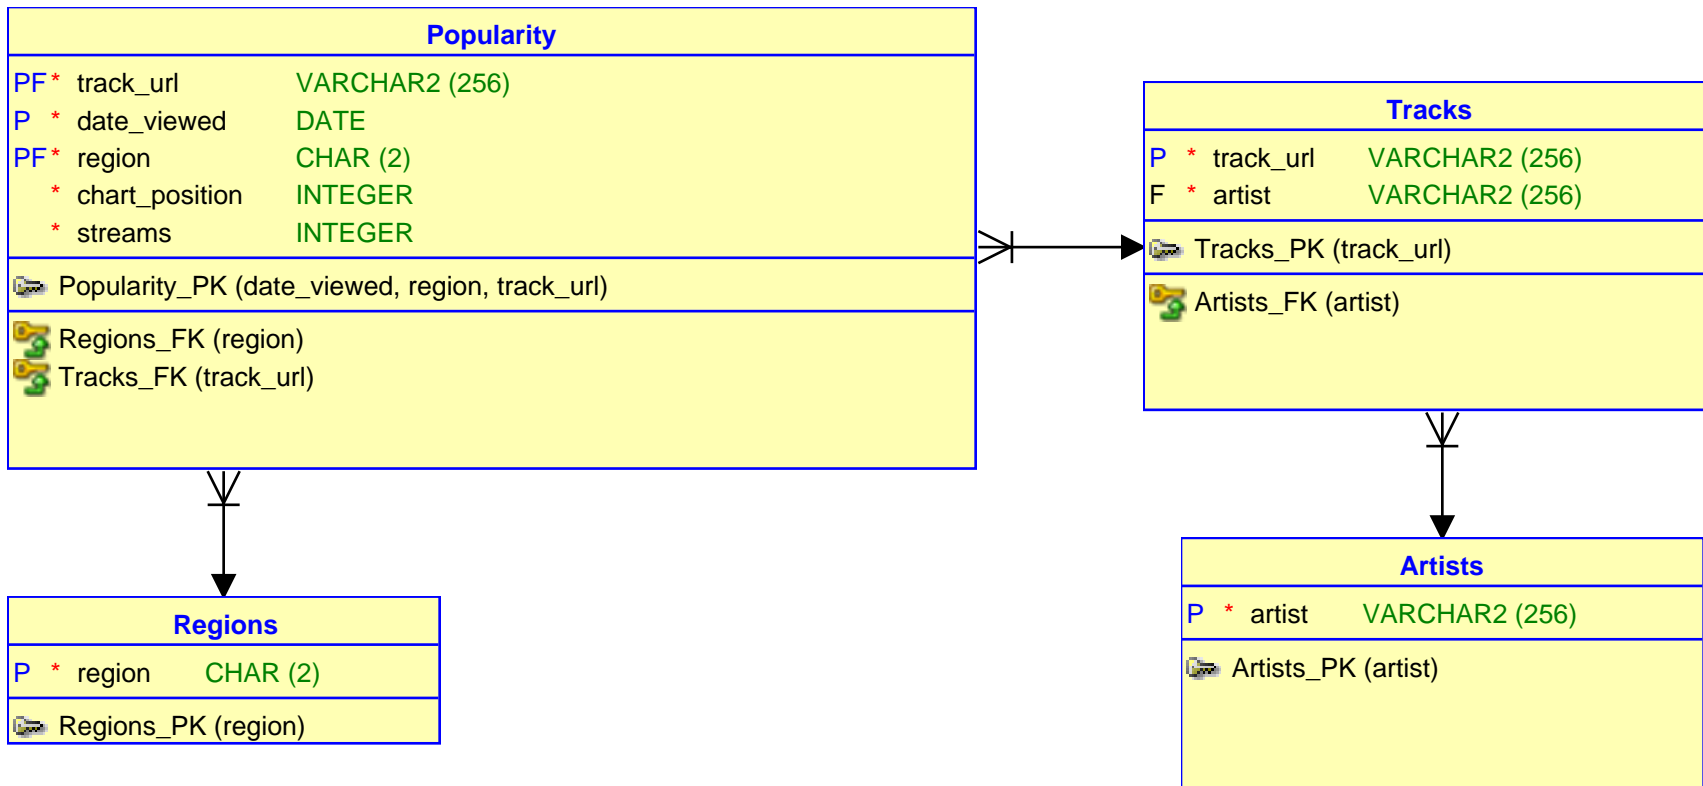 Popularity
PF * track_url VARCHAR2 (256)
P * date_viewed DATE
PF * region CHAR (2)
* chart_position INTEGER
* streams INTEGER
Popularity_PK (date_viewed, region, track_url)
Regions_FK (region)
Tracks_FK (track_url)
Tracks
P * track_url VARCHAR2 (256)
F * artist VARCHAR2 (256)
Tracks_PK (track_url)
Artists_FK (artist)
Regions
P * region CHAR (2)
Regions_PK (region)
Artists
P * artist VARCHAR2 (256)
Artists_PK (artist)